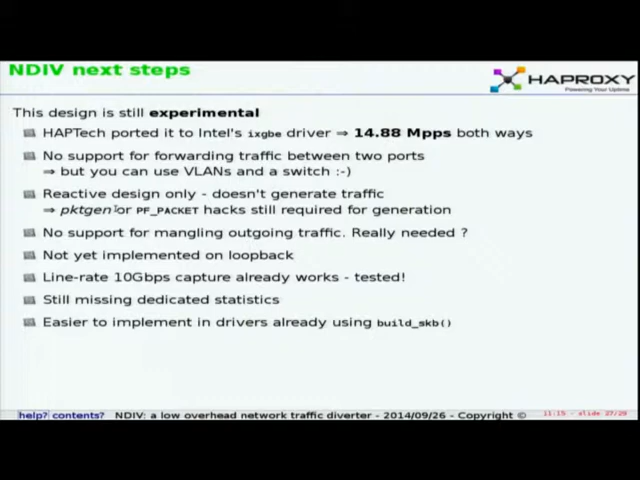 NDIV next steps
HAPROXY
Powering Your Uptime
This design is still experimental
HAPTech ported it to Intel's ixgbe driver ⇒ 14.88 Mpps both ways
No support for forwarding traffic between two ports
⇒ but you can use VLANs and a switch :-)
Reactive design only - doesn't generate traffic
⇒ pktgen or PF_PACKET hacks still required for generation
No support for mangling outgoing traffic. Really needed ?
Not yet implemented on loopback
Line-rate 10Gbps capture already works - tested!
Still missing dedicated statistics
Easier to implement in drivers already using build_skb()
help? contents? NDIV: a low overhead network traffic diverter - 2014/09/26 - Copyright © 11:15 - slide 27/29